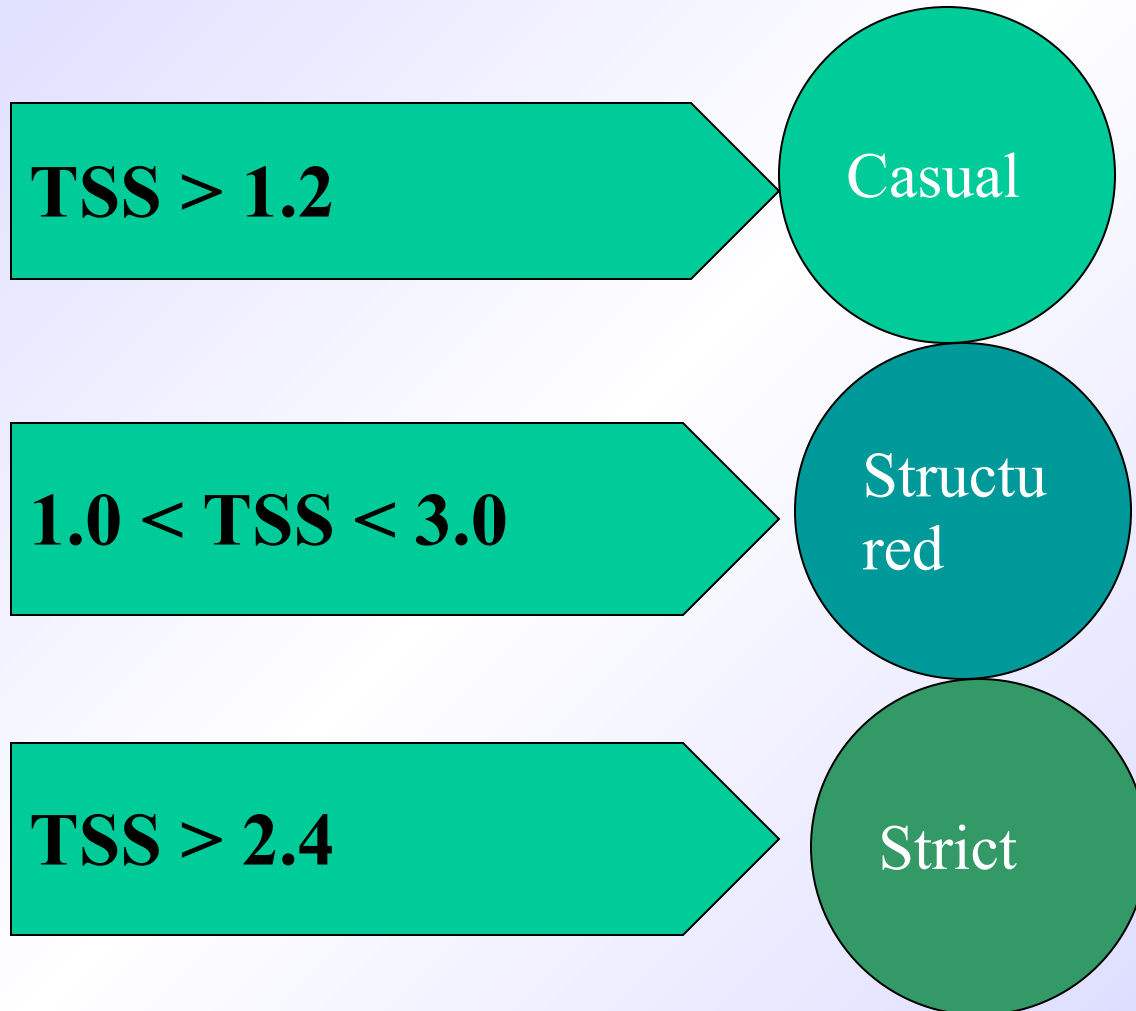 TSS > 1.2
Casual
1.0 < TSS < 3.0
Structu
red
TSS > 2.4
Strict